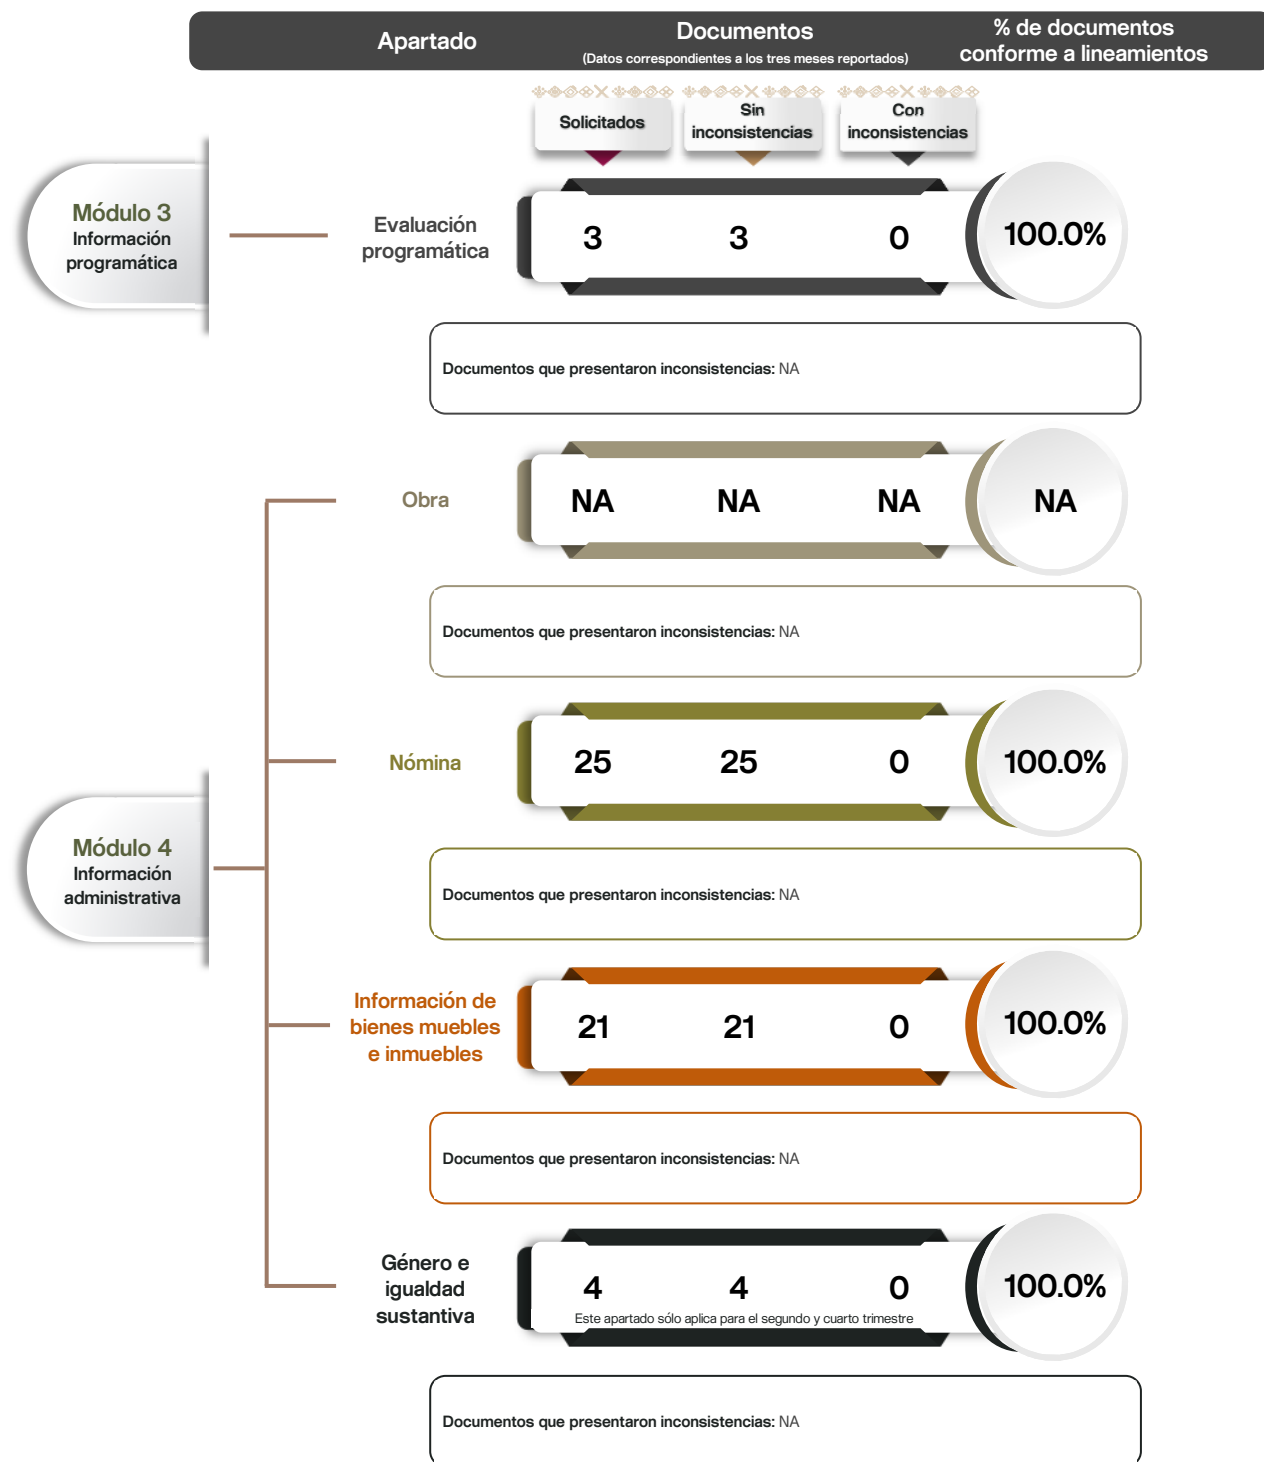 Apartado
Documentos
(Datos correspondientes a los tres meses reportados)
% de documentos
conforme a lineamientos
Solicitados
Sin
inconsistencias
Con
inconsistencias
Módulo 3
Información
programática
Evaluación
programática
3 3 0 100.0%
Documentos que presentaron inconsistencias: NA
Obra
NA NA NA NA
Documentos que presentaron inconsistencias: NA
Módulo 4
Información
administrativa
Nómina
25 25 0 100.0%
Documentos que presentaron inconsistencias: NA
Información de
bienes muebles
e inmuebles
21 21 0 100.0%
Documentos que presentaron inconsistencias: NA
Género e
igualdad
sustantiva
4 4 0 100.0%
Este apartado sólo aplica para el segundo y cuarto trimestre
Documentos que presentaron inconsistencias: NA